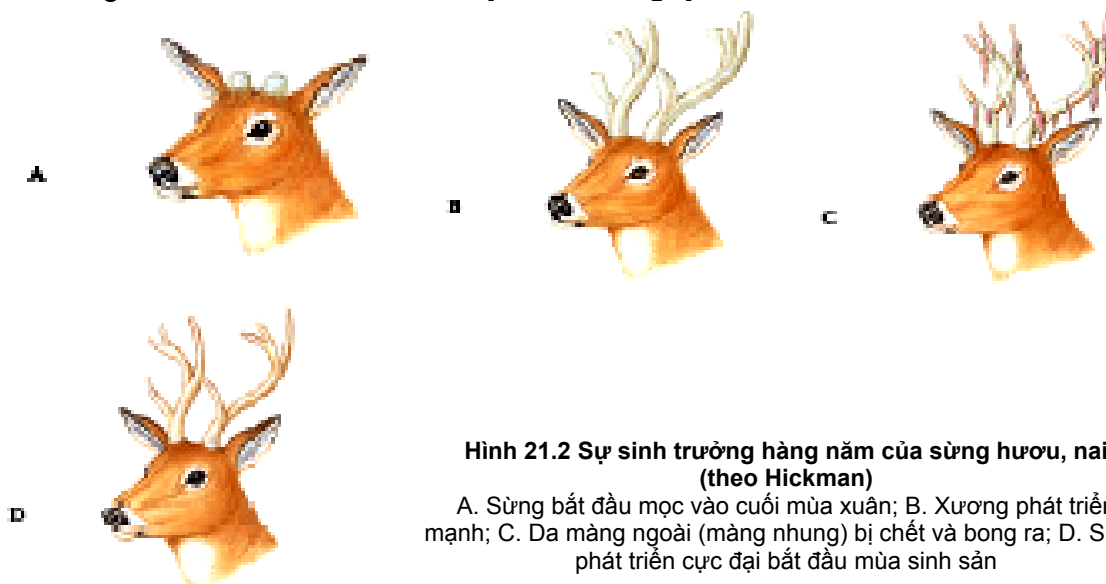 A
B
C
D
Hình 21.2 Sự sinh trưởng hàng năm của sừng hươu, nai
(theo Hickman)
A. Sừng bắt đầu mọc vào cuối mùa xuân; B. Xương phát triển
mạnh; C. Da màng ngoài (màng nhung) bị chết và bong ra; D.
phát triển cực đại bắt đầu mùa sinh sản